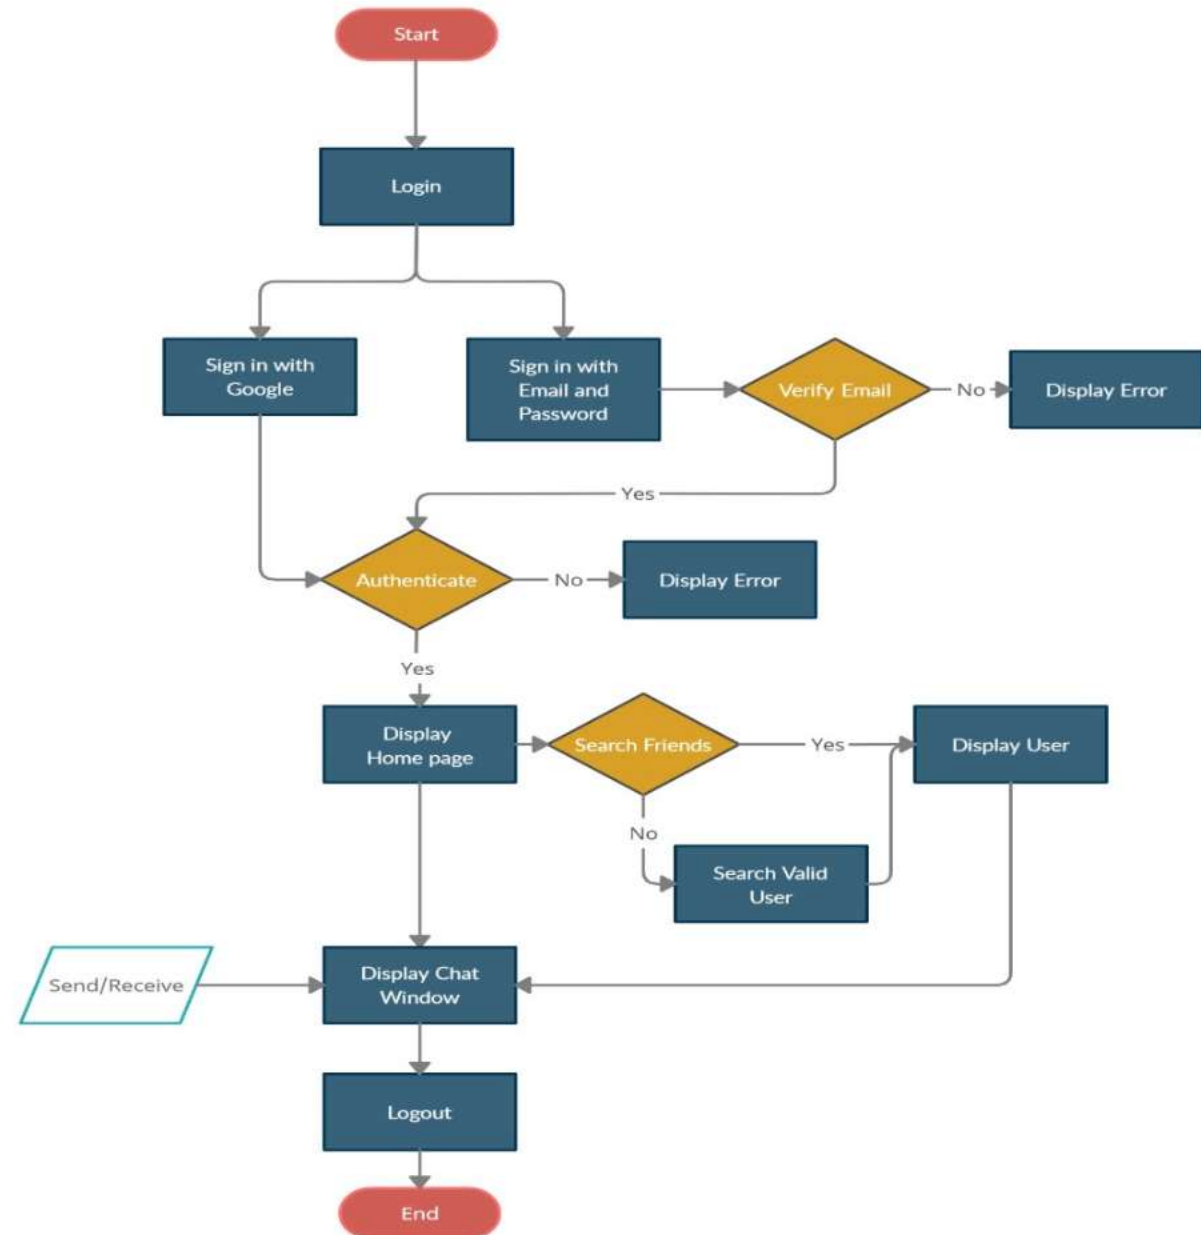 Start
Login
Sign in with
Google
Sign in with
Email and
Password
Verify Email
No
Display Error
Yes
Authenticate
No
Display Error
Yes
Display
Home page
Search Friends
Yes
Display User
No
Search Valid
User
Send/Receive
Display Chat
Window
Logout
End